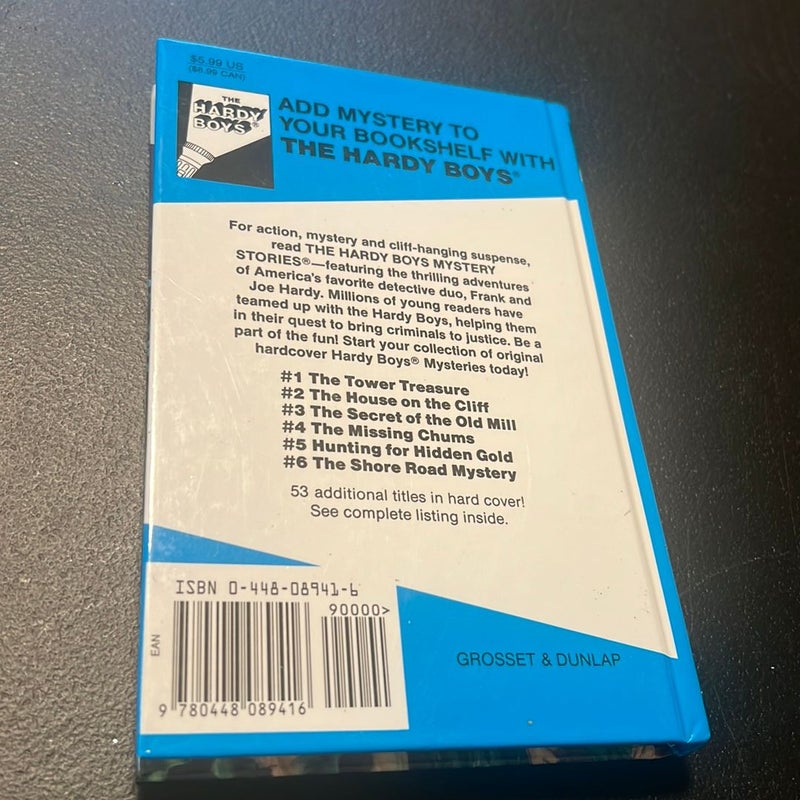 $5.99 US
($6.99 CAN)
THE
HARDY
BOYS®
ADD MYSTERY TO
YOUR BOOKSHELF WITH
THE HARDY BOYS®
For action, mystery and cliff-hanging suspense,
read THE HARDY BOYS MYSTERY
STORIES®—featuring the thrilling adventures
of America's favorite detective duo, Frank and
Joe Hardy. Millions of young readers have
teamed up with the Hardy Boys, helping them
in their quest to bring criminals to justice. Be a
part of the fun! Start your collection of original
hardcover Hardy Boys® Mysteries today!
#1 The Tower Treasure
#2 The House on the Cliff
#3 The Secret of the Old Mill
#4 The Missing Chums
#5 Hunting for Hidden Gold
#6 The Shore Road Mystery
53 additional titles in hard cover!
See complete listing inside.
ISBN 0-448-08941-6
90000>
EAN
9 780448 089416
GROSSET & DUNLAP